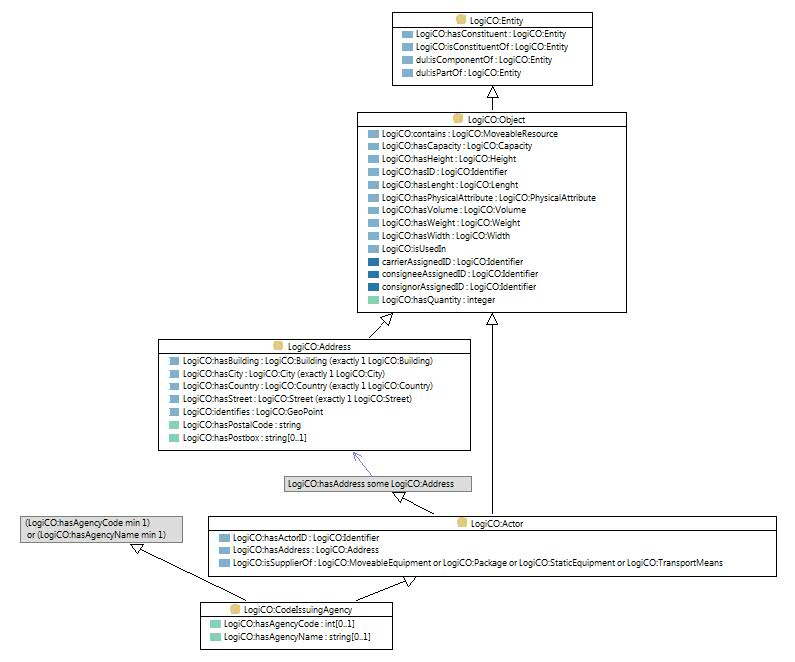 LogiCO:Entity
LogiCO:hasConstituent : LogiCO:Entity
LogiCO:isConstituentOf : LogiCO:Entity
dul:isComponentOf : LogiCO:Entity
dul:isPartOf : LogiCO:Entity
LogiCO:Object
LogiCO:contains : LogiCO:MoveableResource
LogiCO:hasCapacity : LogiCO:Capacity
LogiCO:hasHeight : LogiCO:Height
LogiCO:hasID : LogiCO:Identifier
LogiCO:hasLenght : LogiCO:Lenght
LogiCO:hasPhysicalAttribute : LogiCO:PhysicalAttribute
LogiCO:hasVolume : LogiCO:Volume
LogiCO:hasWeight : LogiCO:Weight
LogiCO:hasWidth : LogiCO:Width
LogiCO:isUsedIn
carrierAssignedID : LogiCO:Identifier
consigneeAssignedID : LogiCO:Identifier
consignorAssignedID : LogiCO:Identifier
LogiCO:hasQuantity : integer
LogiCO:Address
LogiCO:hasBuilding : LogiCO:Building (exactly 1 LogiCO:Building)
LogiCO:hasCity : LogiCO:City (exactly 1 LogiCO:City)
LogiCO:hasCountry : LogiCO:Country (exactly 1 LogiCO:Country)
LogiCO:hasStreet : LogiCO:Street (exactly 1 LogiCO:Street)
LogiCO:identifies : LogiCO:GeoPoint
LogiCO:hasPostalCode : string
LogiCO:hasPostbox : string[0..1]
LogiCO:hasAddress some LogiCO:Address
(LogiCO:hasAgencyCode min 1)
or (LogiCO:hasAgencyName min 1)
LogiCO:Actor
LogiCO:hasActorID : LogiCO:Identifier
LogiCO:hasAddress : LogiCO:Address
LogiCO:isSupplierOf : LogiCO:MoveableEquipment or LogiCO:Package or LogiCO:StaticEquipment or LogiCO:TransportMeans
LogiCO:CodeIssuingAgency
LogiCO:hasAgencyCode : int[0..1]
LogiCO:hasAgencyName : string[0..1]